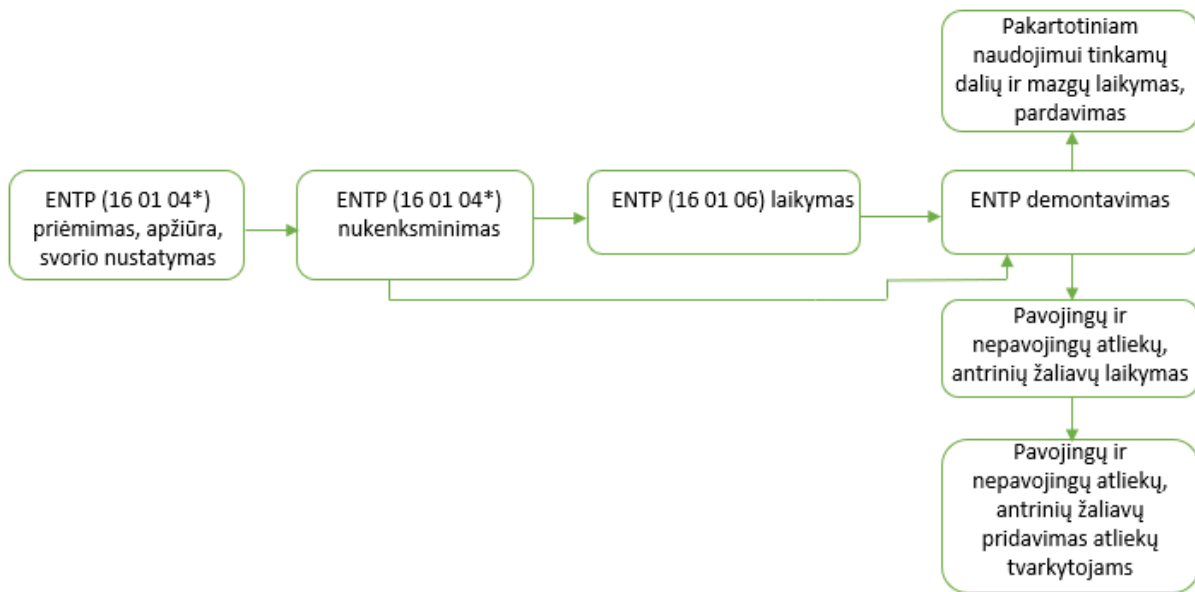 Pakartotiniam
naudojimui tinkamų
dalių ir mazgų laikymas,
pardavimas
ENTP (16 01 04*)
priėmimas, apžiūra,
svorio nustatymas
ENTP (16 01 04*)
nukenksminimas
ENTP (16 01 06) laikymas
ENTP demontavimas
Pavojingų ir
nepavojingų atliekų,
antrinių žaliavų laikymas
Pavojingų ir
nepavojingų atliekų,
antrinių žaliavų
pridavimas atliekų
tvarkytojams